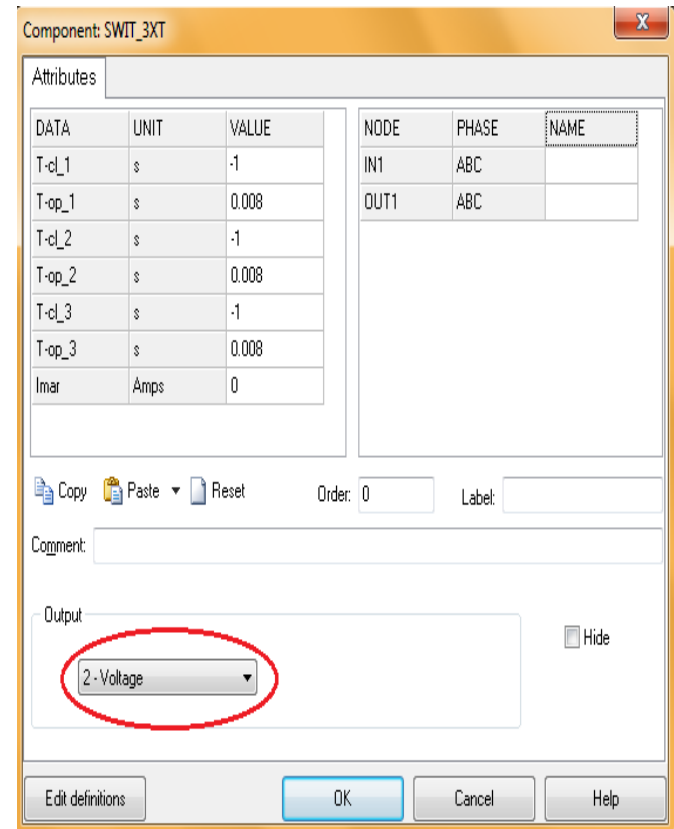 Component: SWIT_3XT
X
Attributes
DATA UNIT VALUE NODE PHASE NAME
T-cl_1 s -1 IN1 ABC
T-op_1 s 0.008 OUT1 ABC
T-cl_2 s -1
T-op_2 s 0.008
T-cl_3 s -1
T-op_3 s 0.008
Imar Amps 0
Copy Paste Reset Order: 0 Label:
Comment:
Output
Hide
2 - Voltage
Edit definitions OK Cancel Help